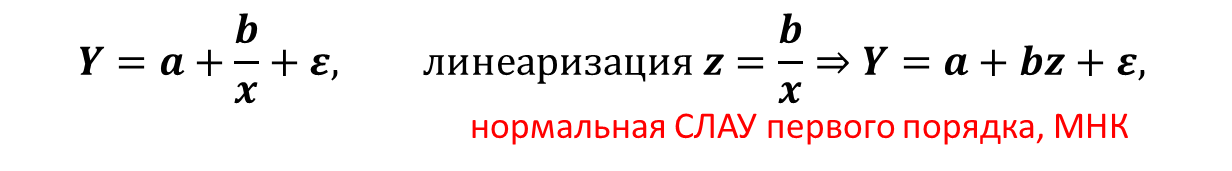 Y = a + b/x + ε, линеаризация z = b/x ⇒ Y = a + bz + ε,
нормальная СЛАУ первого порядка, МНК